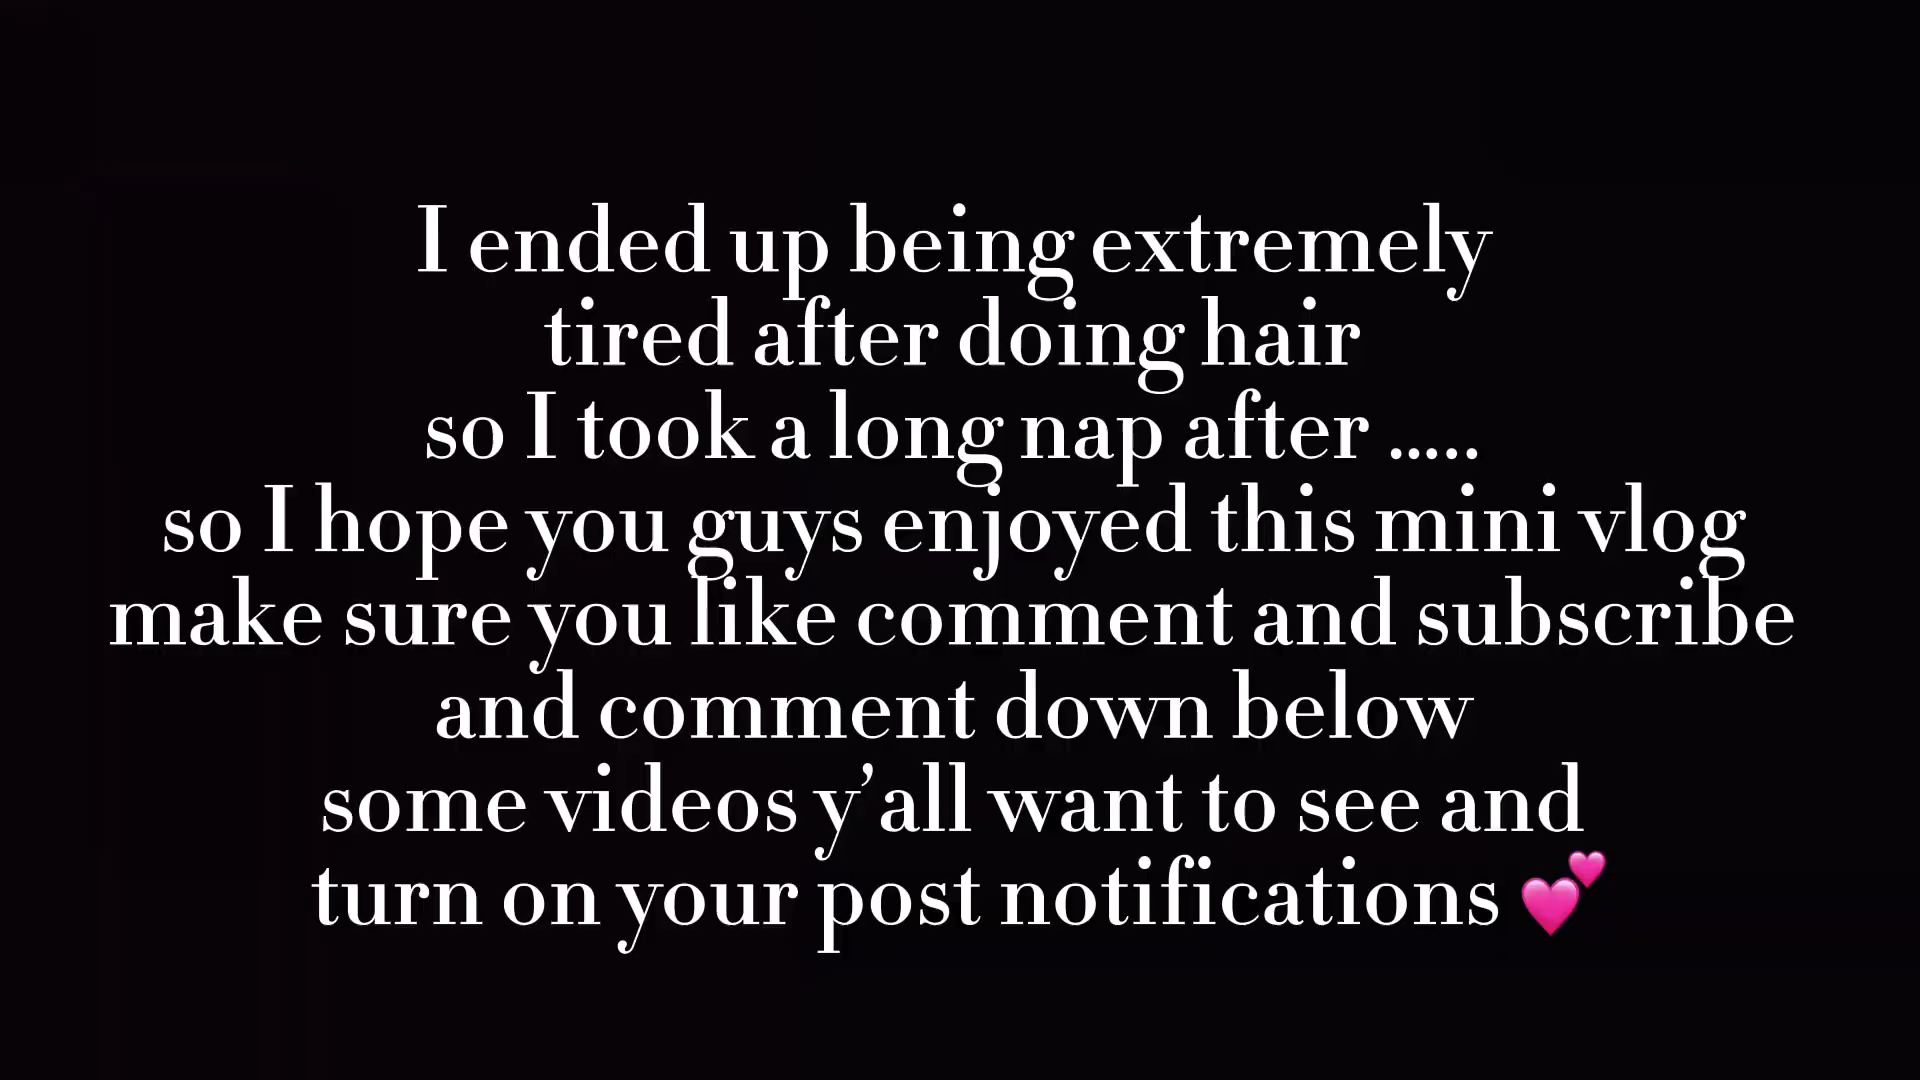 I ended up being extremely
tired after doing hair
so I took a long nap after .....
so I hope you guys enjoyed this mini vlog
make sure you like comment and subscribe
and comment down below
some videos y’all want to see and
turn on your post notifications 💕